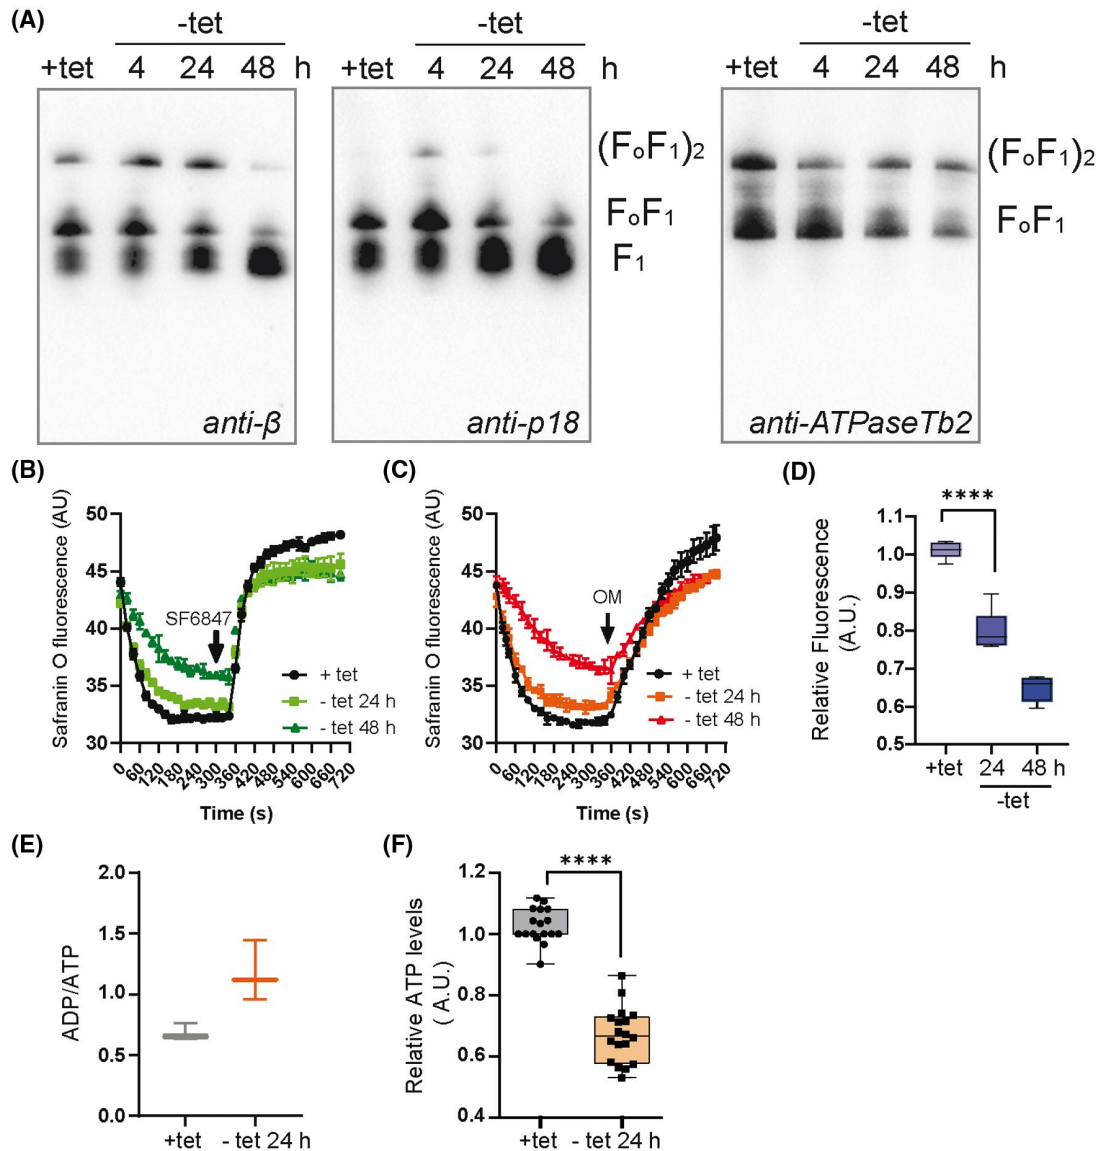 (A)
-tet
-tet
-tet
+tet 4 24 48 h
+tet 4 24 48 h
+tet 4 24 48 h
(FoF1)2
(FoF1)2
FoF1
FoF1
F1
anti-β
anti-p18
anti-ATPaseTb2
(B)
Safranin O fluorescence (AU)
50
45
40
35
30
SF6847
+ tet
- tet 24 h
- tet 48 h
0 60 120 180 240 300 360 420 480 540 600 660 720
Time (s)
(C)
Safranin O fluorescence (AU)
50
45
40
35
30
OM
+ tet
- tet 24 h
- tet 48 h
0 60 120 180 240 300 360 420 480 540 600 660 720
Time (s)
(D)
Relative Fluorescence
(A.U.)
1.1
1.0
0.9
0.8
0.7
0.6
0.5
****
+tet 24 48 h
-tet
(E)
ADP/ATP
2.0
1.5
1.0
0.5
0.0
+tet - tet 24 h
(F)
Relative ATP levels
( A.U.)
1.2
1.0
0.8
0.6
0.4
****
+tet - tet 24 h